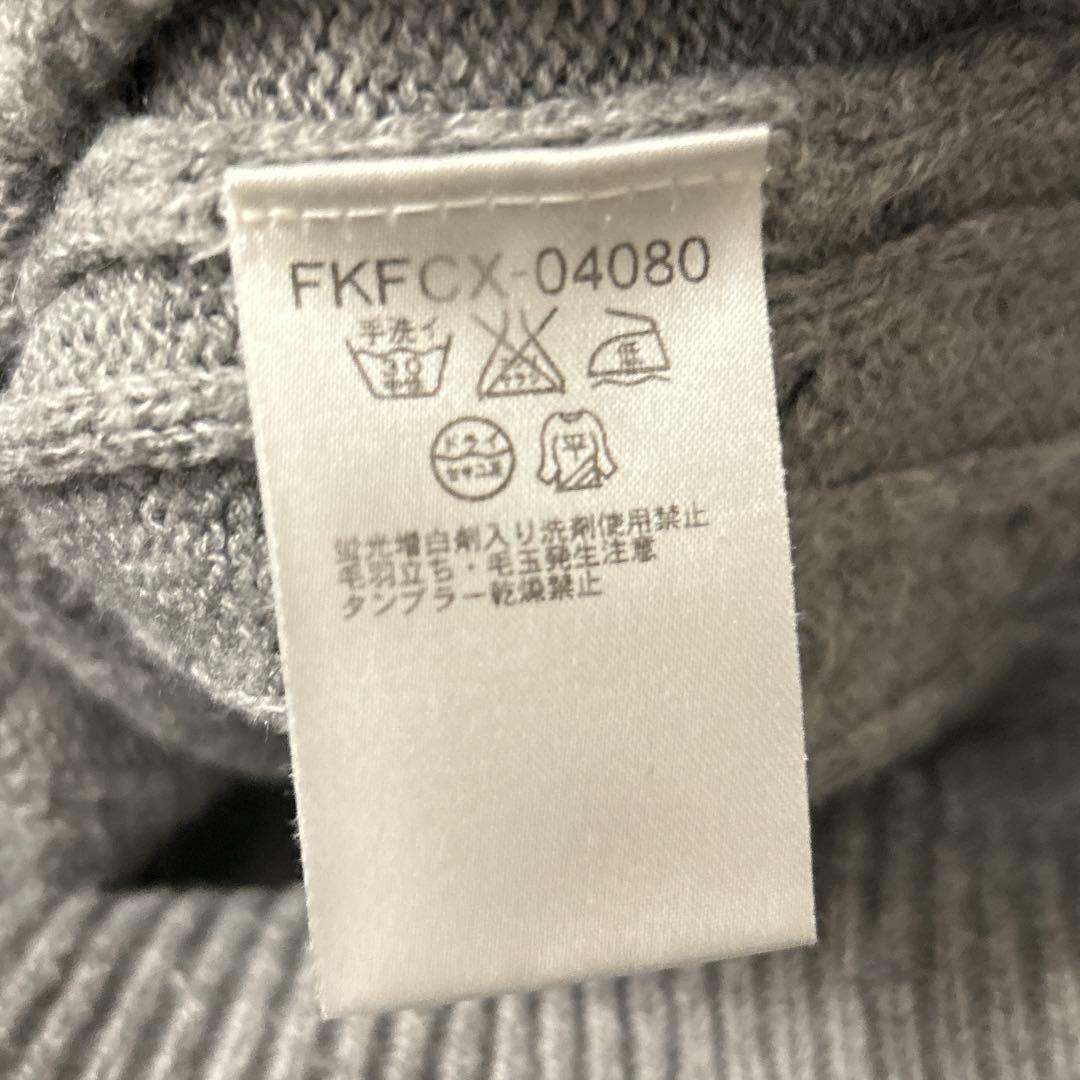 FKFCX-04080
手洗イ
30
中性
エンソ
サラシ
低
ドライ
セキユ系
平
蛍光増白剤入り洗剤使用禁止
毛羽立ち・毛玉発生注意
タンブラー乾燥禁止